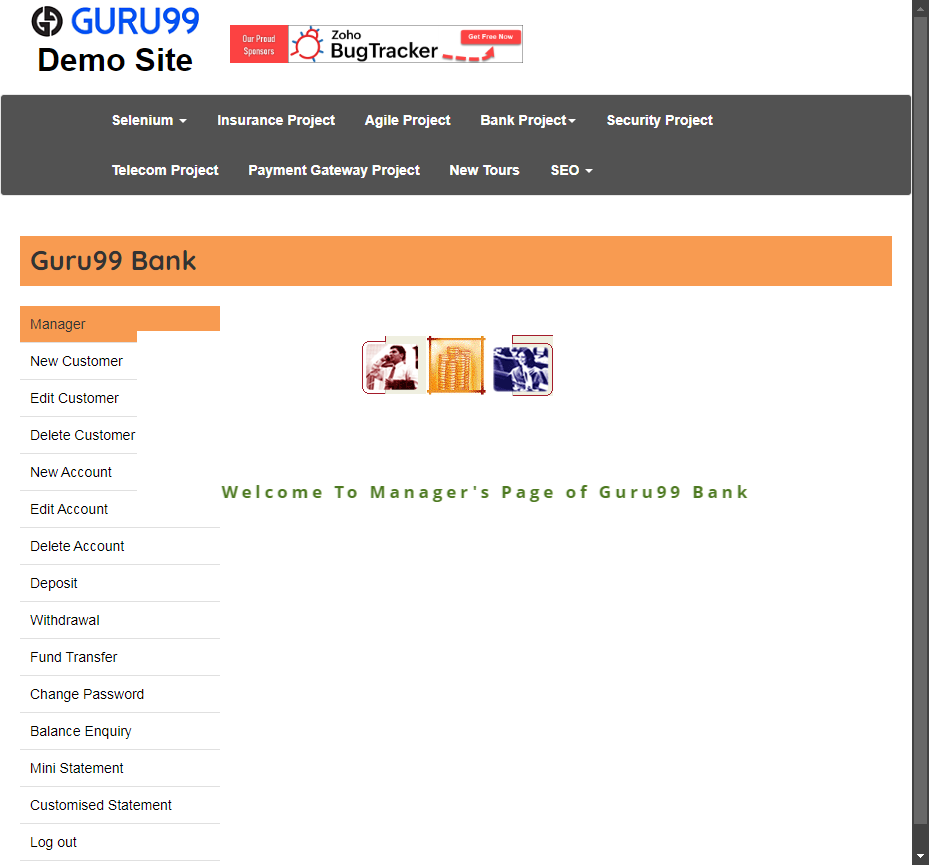 GURU99
Demo Site
Our Proud
Sponsors
Zoho
BugTracker
Get Free Now
Selenium
Insurance Project
Agile Project
Bank Project
Security Project
Telecom Project
Payment Gateway Project
New Tours
SEO
Guru99 Bank
Manager
New Customer
Edit Customer
Delete Customer
New Account
Edit Account
Delete Account
Deposit
Withdrawal
Fund Transfer
Change Password
Balance Enquiry
Mini Statement
Customised Statement
Log out
Welcome To Manager's Page of Guru99 Bank